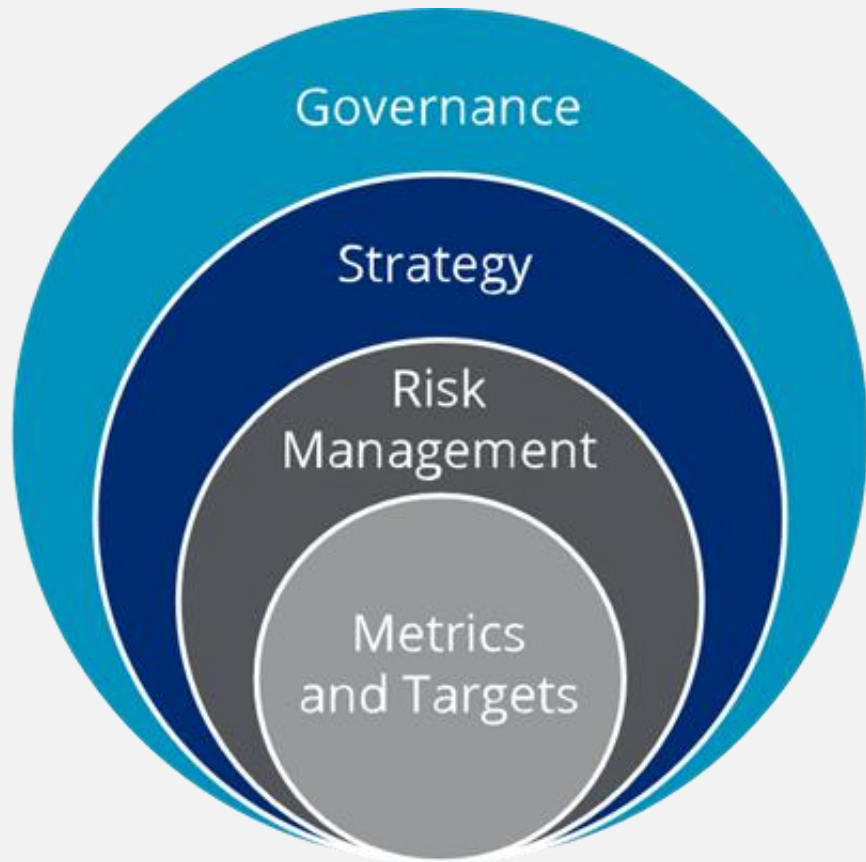 Governance
Strategy
Risk
Management
Metrics
and Targets